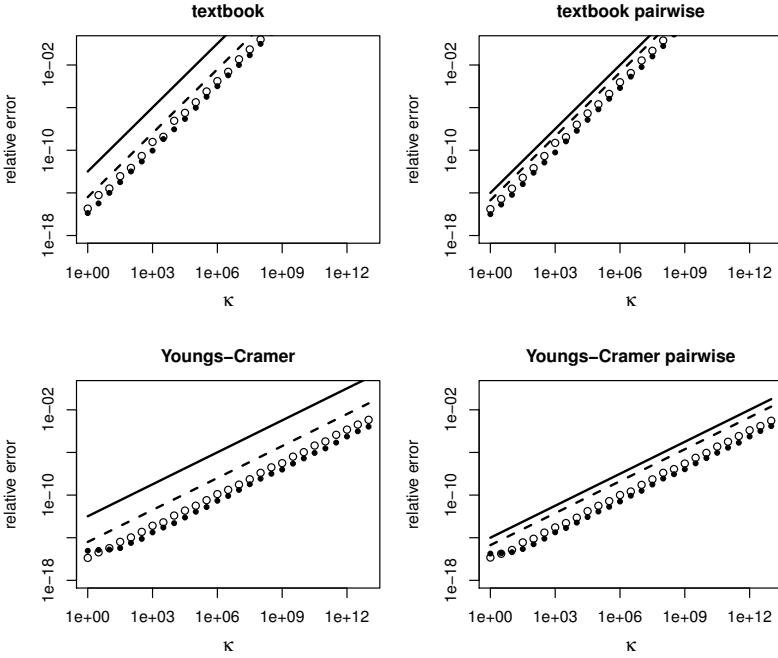 textbook
relative error
1e-02
1e-10
1e-18
1e+00 1e+03 1e+06 1e+09 1e+12
κ
textbook pairwise
relative error
1e-02
1e-10
1e-18
1e+00 1e+03 1e+06 1e+09 1e+12
κ
Youngs−Cramer
relative error
1e-02
1e-10
1e-18
1e+00 1e+03 1e+06 1e+09 1e+12
κ
Youngs−Cramer pairwise
relative error
1e-02
1e-10
1e-18
1e+00 1e+03 1e+06 1e+09 1e+12
κ